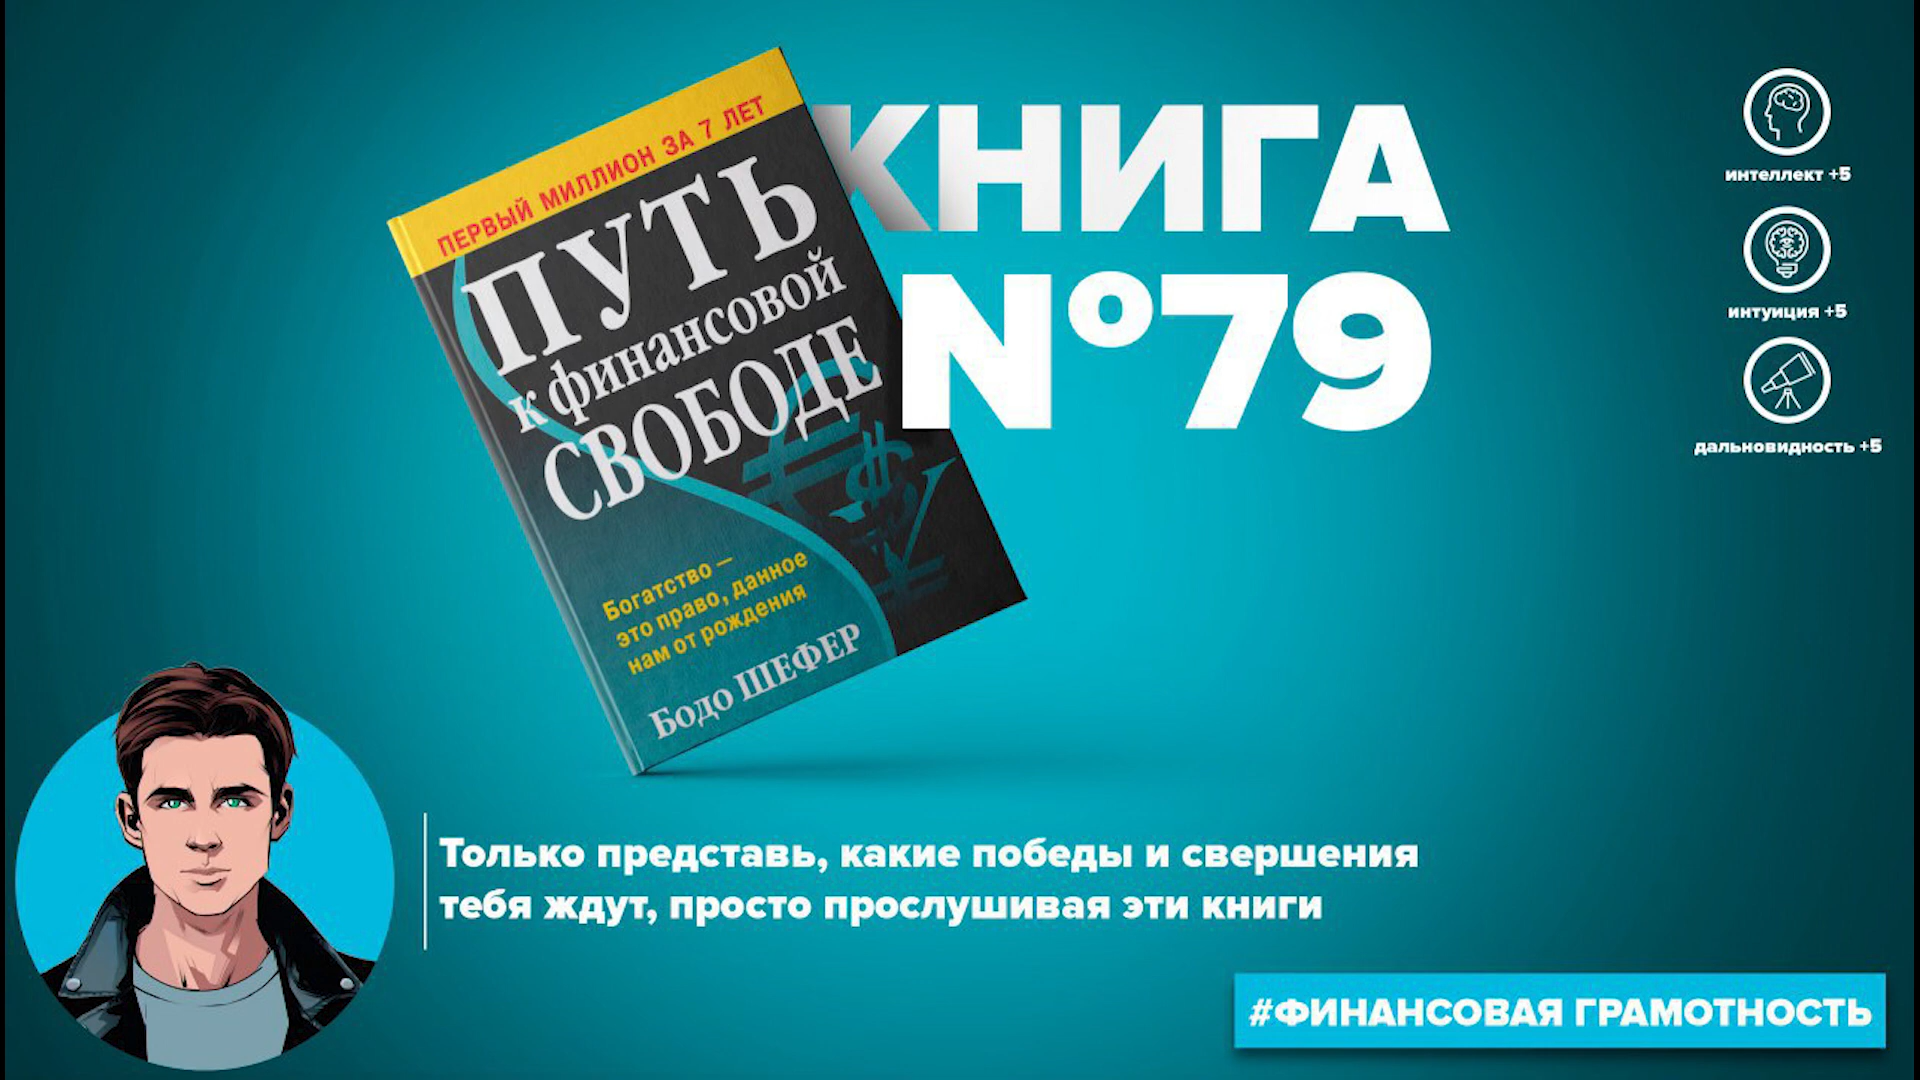 ПЕРВЫЙ МИЛЛИОН ЗА 7 ЛЕТ
ПУТЬ
к финансовой
СВОБОДЕ
Богатство —
это право, данное
нам от рождения
Бодо ШЕФЕР
КНИГА
№79
интеллект +5
интуиция +5
дальновидность +5
Только представь, какие победы и свершения
тебя ждут, просто прослушивая эти книги
#ФИНАНСОВАЯ ГРАМОТНОСТЬ